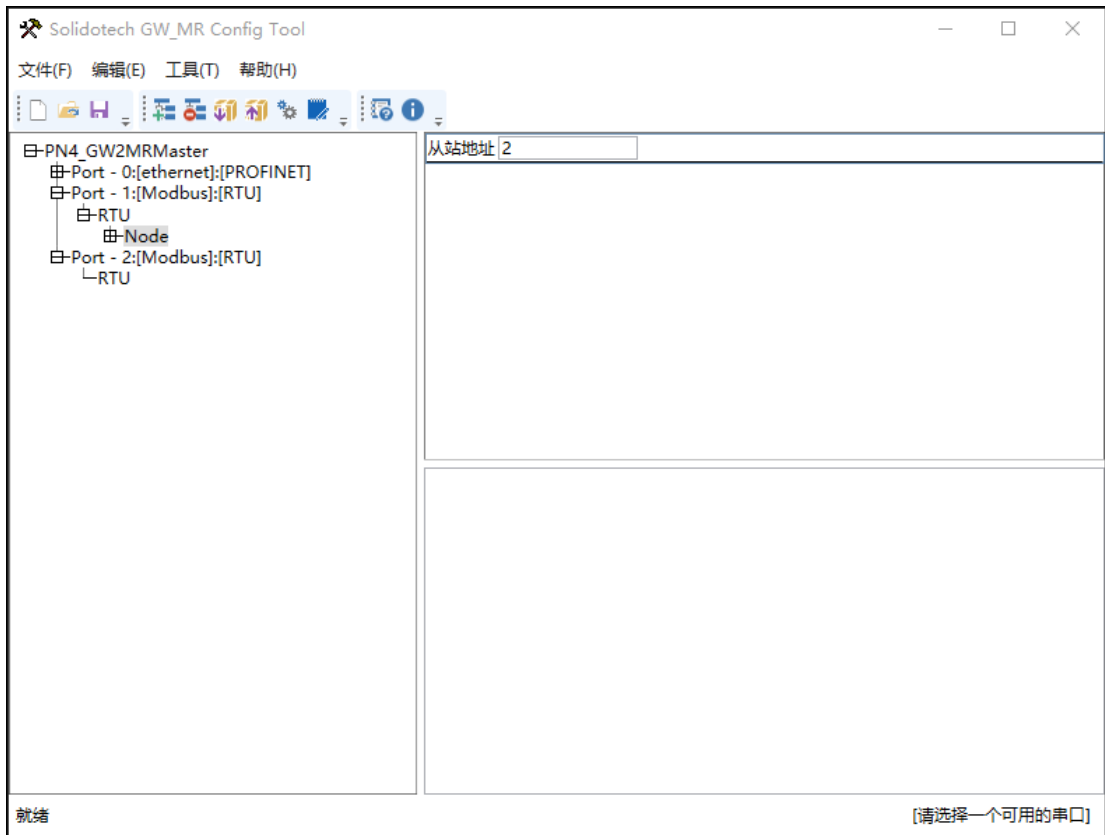 Solidotech GW_MR Config Tool
文件(F) 编辑(E) 工具(T) 帮助(H)
PN4_GW2MRMaster
Port - 0:[ethernet]:[PROFINET]
Port - 1:[Modbus]:[RTU]
RTU
Node
Port - 2:[Modbus]:[RTU]
RTU
从站地址 2
就绪
[请选择一个可用的串口]